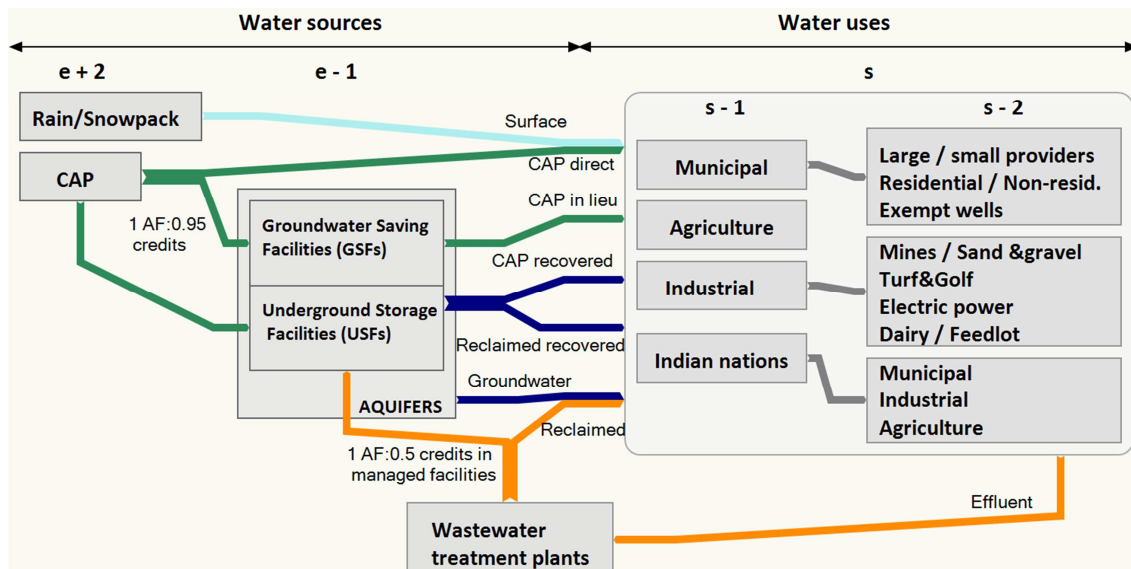 Water sources
Water uses
e + 2
e - 1
s
Rain/Snowpack
CAP
1 AF:0.95
credits
Groundwater Saving
Facilities (GSFs)
Underground Storage
Facilities (USFs)
AQUIFERS
Surface
CAP direct
CAP in lieu
CAP recovered
Reclaimed recovered
Groundwater
Reclaimed
1 AF:0.5 credits in
managed facilities
Wastewater
treatment plants
Effluent
s - 1
s - 2
Municipal
Agriculture
Industrial
Indian nations
Large / small providers
Residential / Non-resid.
Exempt wells
Mines / Sand &gravel
Turf&Golf
Electric power
Dairy / Feedlot
Municipal
Industrial
Agriculture